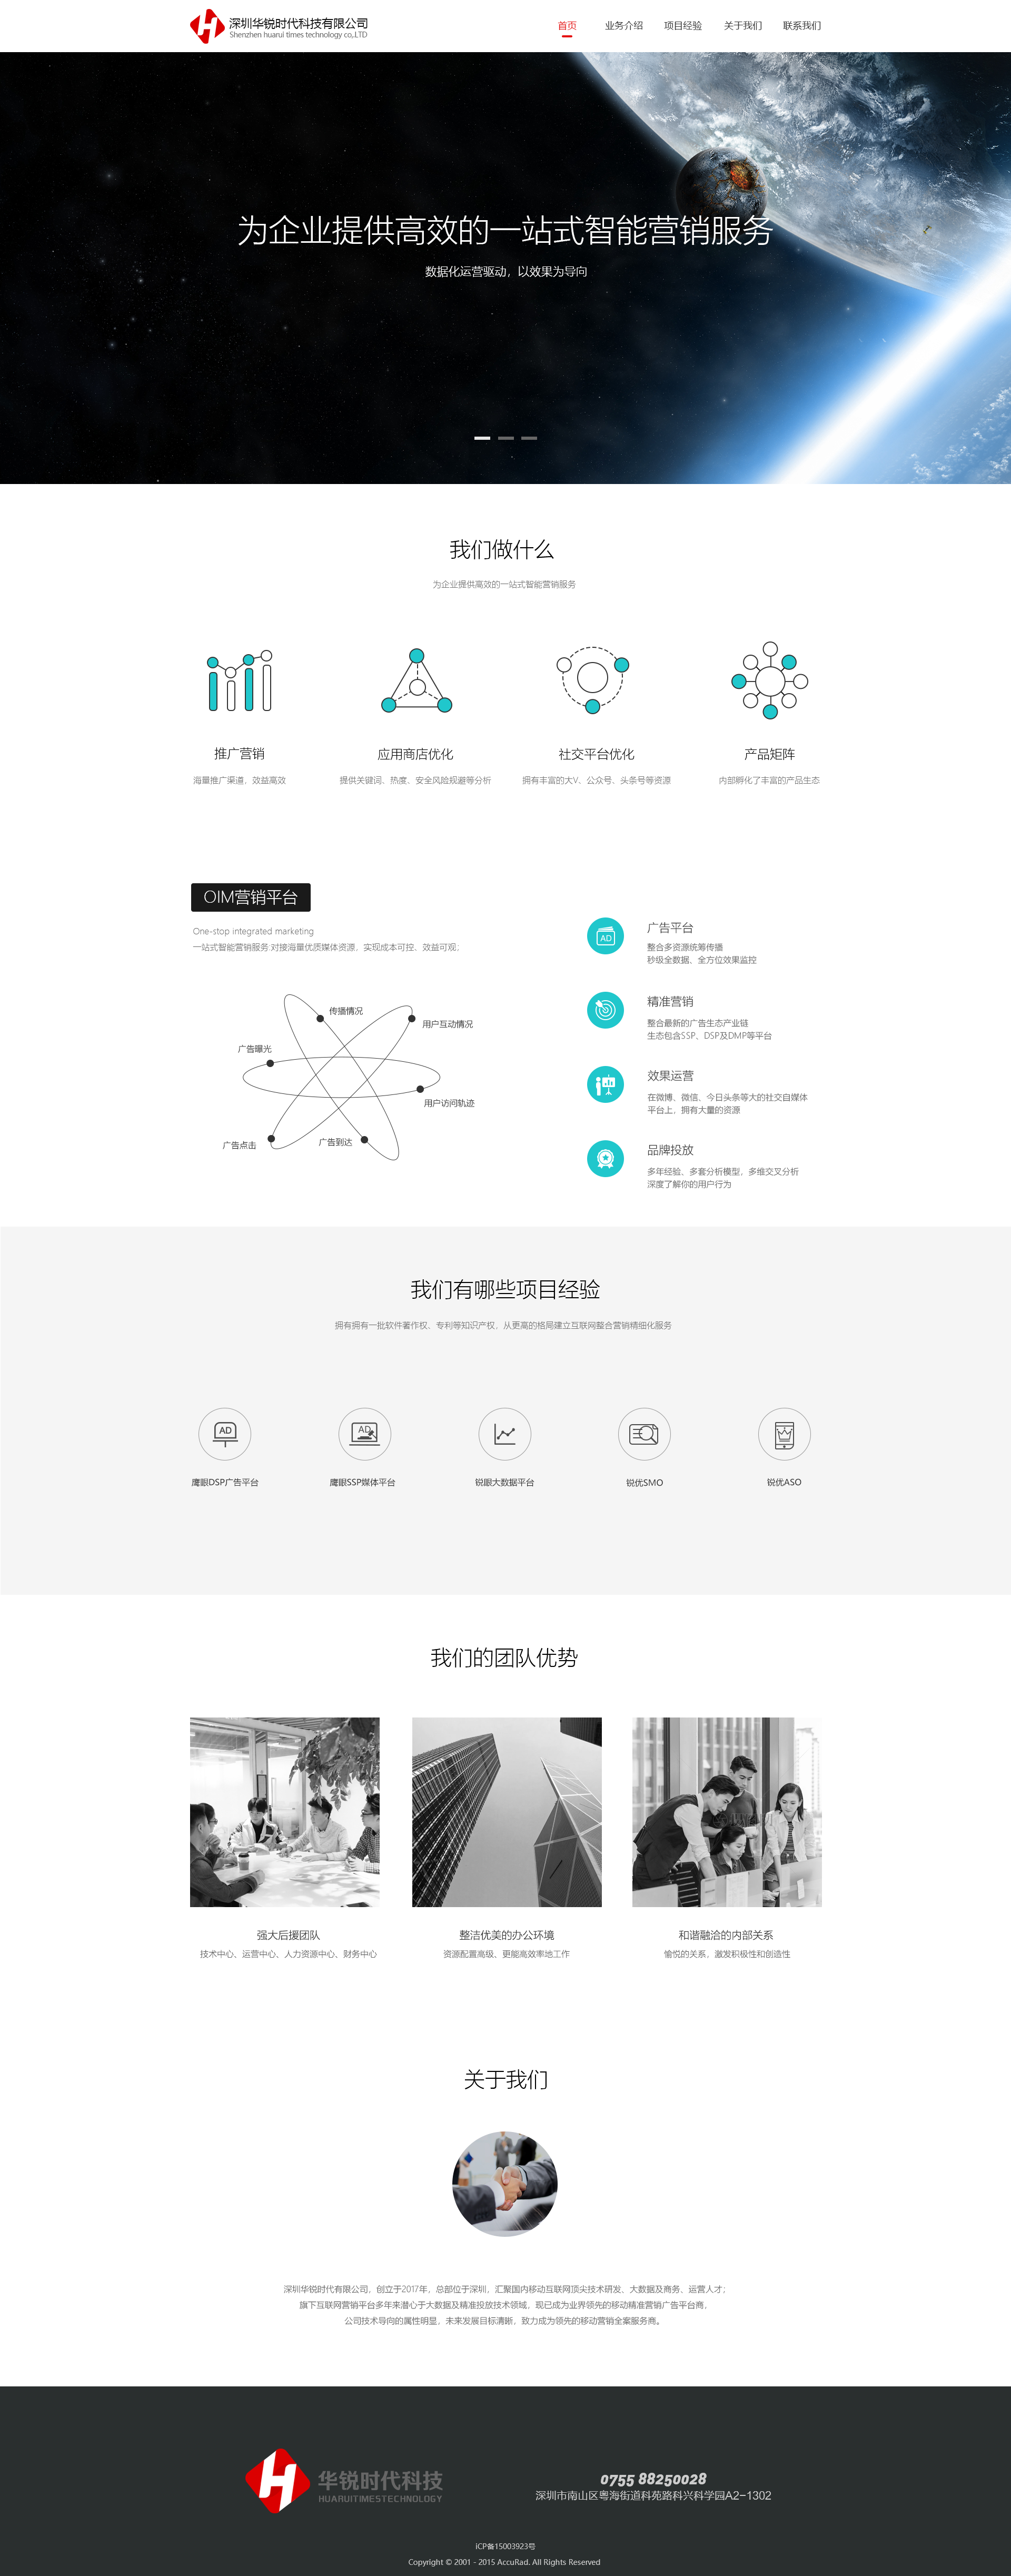 深圳华锐时代科技有限公司
Shenzhen huarui times technology co,.LTD
首页
业务介绍
项目经验
关于我们
联系我们
为企业提供高效的一站式智能营销服务
数据化运营驱动，以效果为导向
我们做什么
为企业提供高效的一站式智能营销服务
推广营销
应用商店优化
社交平台优化
产品矩阵
海量推广渠道，效益高效
提供关键词、热度、安全风险规避等分析
拥有丰富的大V、公众号、头条号等资源
内部孵化了丰富的产品生态
OIM营销平台
One-stop integrated marketing
一站式智能营销服务.对接海量优质媒体资源，实现成本可控、效益可观；
传播情况
用户互动情况
广告曝光
用户访问轨迹
广告点击
广告到达
AD
广告平台
整合多资源统筹传播
秒级全数据，全方位效果监控
精准营销
整合最新的广告生态产业链
生态包含SSP、DSP及DMP等平台
效果运营
在微博、微信、今日头条等大的社交自媒体
平台上，拥有大量的资源
品牌投放
多年经验，多套分析模型，多维交叉分析
深度了解你的用户行为
我们有哪些项目经验
拥有拥有一批软件著作权、专利等知识产权，从更高的格局建立互联网整合营销精细化服务
AD
AD
鹰眼DSP广告平台
鹰眼SSP媒体平台
锐眼大数据平台
锐优SMO
锐优ASO
我们的团队优势
强大后援团队
整洁优美的办公环境
和谐融洽的内部关系
技术中心、运营中心、人力资源中心、财务中心
资源配置高级、更能高效率地工作
愉悦的关系，激发积极性和创造性
关于我们
深圳华锐时代有限公司，创立于2017年，总部位于深圳，汇聚国内移动互联网顶尖技术研发、大数据及商务、运营人才；
旗下互联网营销平台多年来潜心于大数据及精准投放技术领域，现已成为业界领先的移动精准营销广告平台商，
公司技术导向的属性明显，未来发展目标清晰，致力成为领先的移动营销全案服务商。
华锐时代科技
HUARUITIMESTECHNOLOGY
0755 88250028
深圳市南山区粤海街道科苑路科兴科学园A2-1302
iCP备15003923号
Copyright © 2001 - 2015 AccuRad. All Rights Reserved